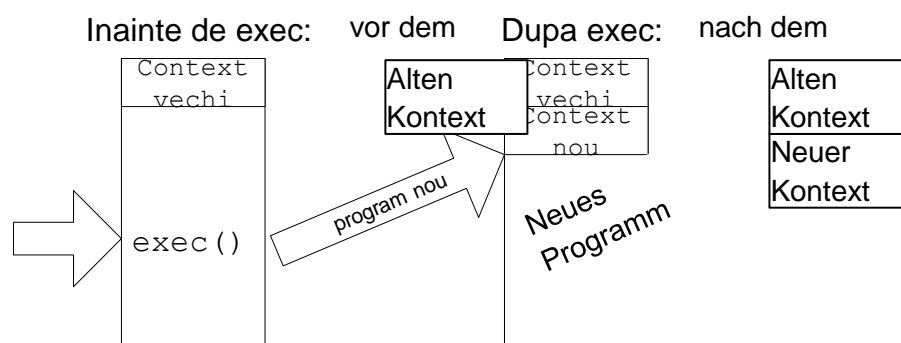 Inainte de exec: vor dem Dupa exec: nach dem
Context
vechi
Alten
Kontext
Context
vechi
Context
nou
Alten
Kontext
Neuer
Kontext
exec()
program nou
Neues
Programm